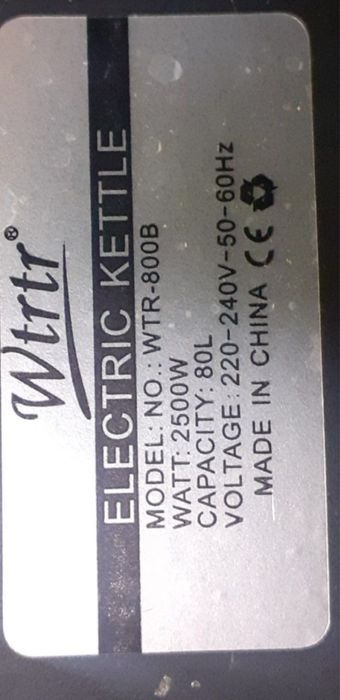 Wtrtr®
ELECTRIC KETTLE
MODEL: NO.: WTR-800B
WATT: 2500W
CAPACITY: 80L
VOLTAGE: 220-240V-50-60Hz
MADE IN CHINA CE